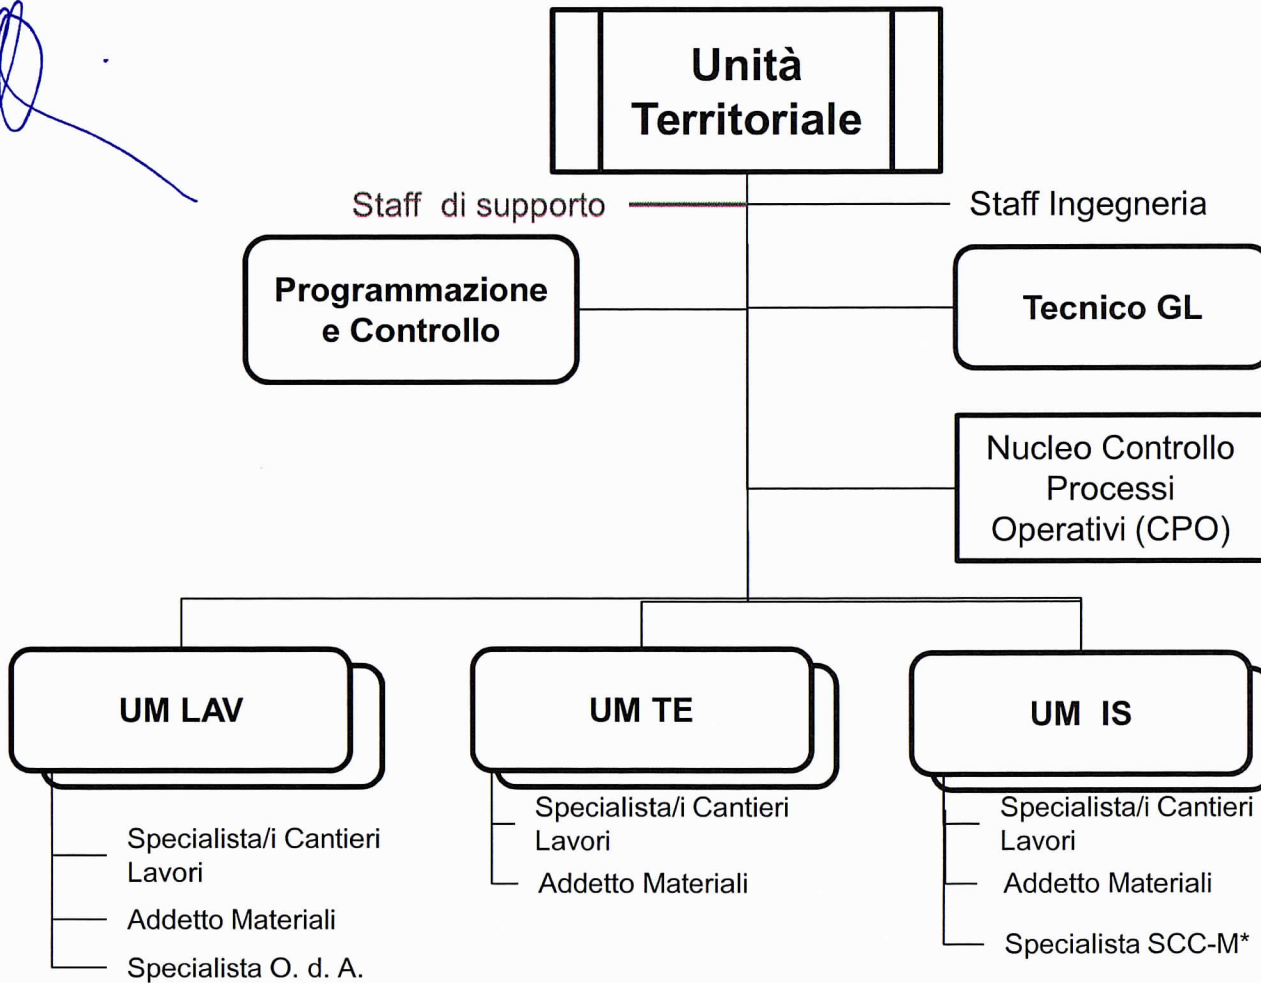 Unità
Territoriale
Staff di supporto
Staff Ingegneria
Programmazione
e Controllo
Tecnico GL
Nucleo Controllo
Processi
Operativi (CPO)
UM LAV
UM TE
UM IS
Specialista/i Cantieri
Lavori
Addetto Materiali
Specialista O. d. A.
Specialista/i Cantieri
Lavori
Addetto Materiali
Specialista/i Cantieri
Lavori
Addetto Materiali
Specialista SCC-M*